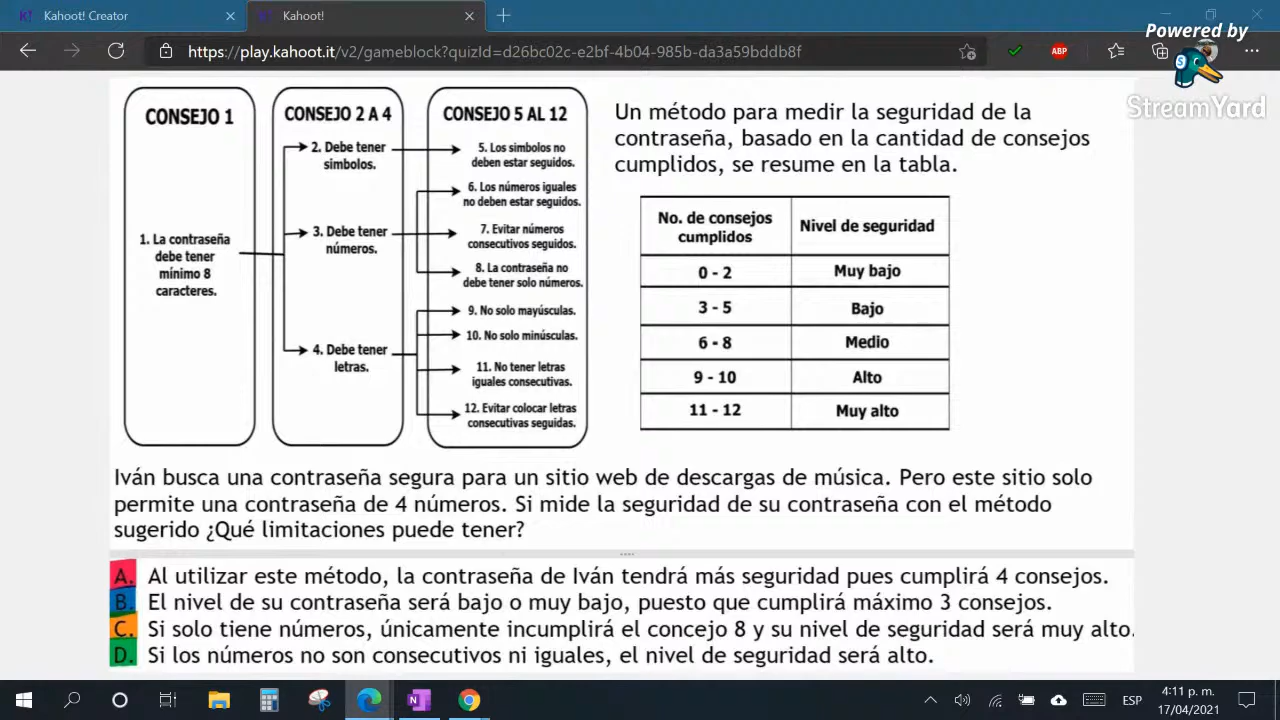 Kahoot! Creator
Kahoot!
https://play.kahoot.it/v2/gameblock?quizId=d26bc02c-e2bf-4b04-985b-da3a59bddb8f
ABP
Powered by
StreamYard
CONSEJO 1
1. La contraseña
debe tener
mínimo 8
caracteres.
CONSEJO 2 A 4
2. Debe tener
simbolos.
3. Debe tener
números.
4. Debe tener
letras.
CONSEJO 5 AL 12
5. Los simbolos no
deben estar seguidos.
6. Los números iguales
no deben estar seguidos.
7. Evitar números
consecutivos seguidos.
8. La contraseña no
debe tener solo números.
9. No solo mayúsculas.
10. No solo minúsculas.
11. No tener letras
iguales consecutivas.
12. Evitar colocar letras
consecutivas seguidas.
Un método para medir la seguridad de la
contraseña, basado en la cantidad de consejos
cumplidos, se resume en la tabla.
No. de consejos
cumplidos
Nivel de seguridad
0 - 2 Muy bajo
3 - 5 Bajo
6 - 8 Medio
9 - 10 Alto
11 - 12 Muy alto
Iván busca una contraseña segura para un sitio web de descargas de música. Pero este sitio solo
permite una contraseña de 4 números. Si mide la seguridad de su contraseña con el método
sugerido ¿Qué limitaciones puede tener?
A. Al utilizar este método, la contraseña de Iván tendrá más seguridad pues cumplirá 4 consejos.
B. El nivel de su contraseña será bajo o muy bajo, puesto que cumplirá máximo 3 consejos.
C. Si solo tiene números, únicamente incumplirá el concejo 8 y su nivel de seguridad será muy alto.
D. Si los números no son consecutivos ni iguales, el nivel de seguridad será alto.
ESP
4:11 p. m.
17/04/2021